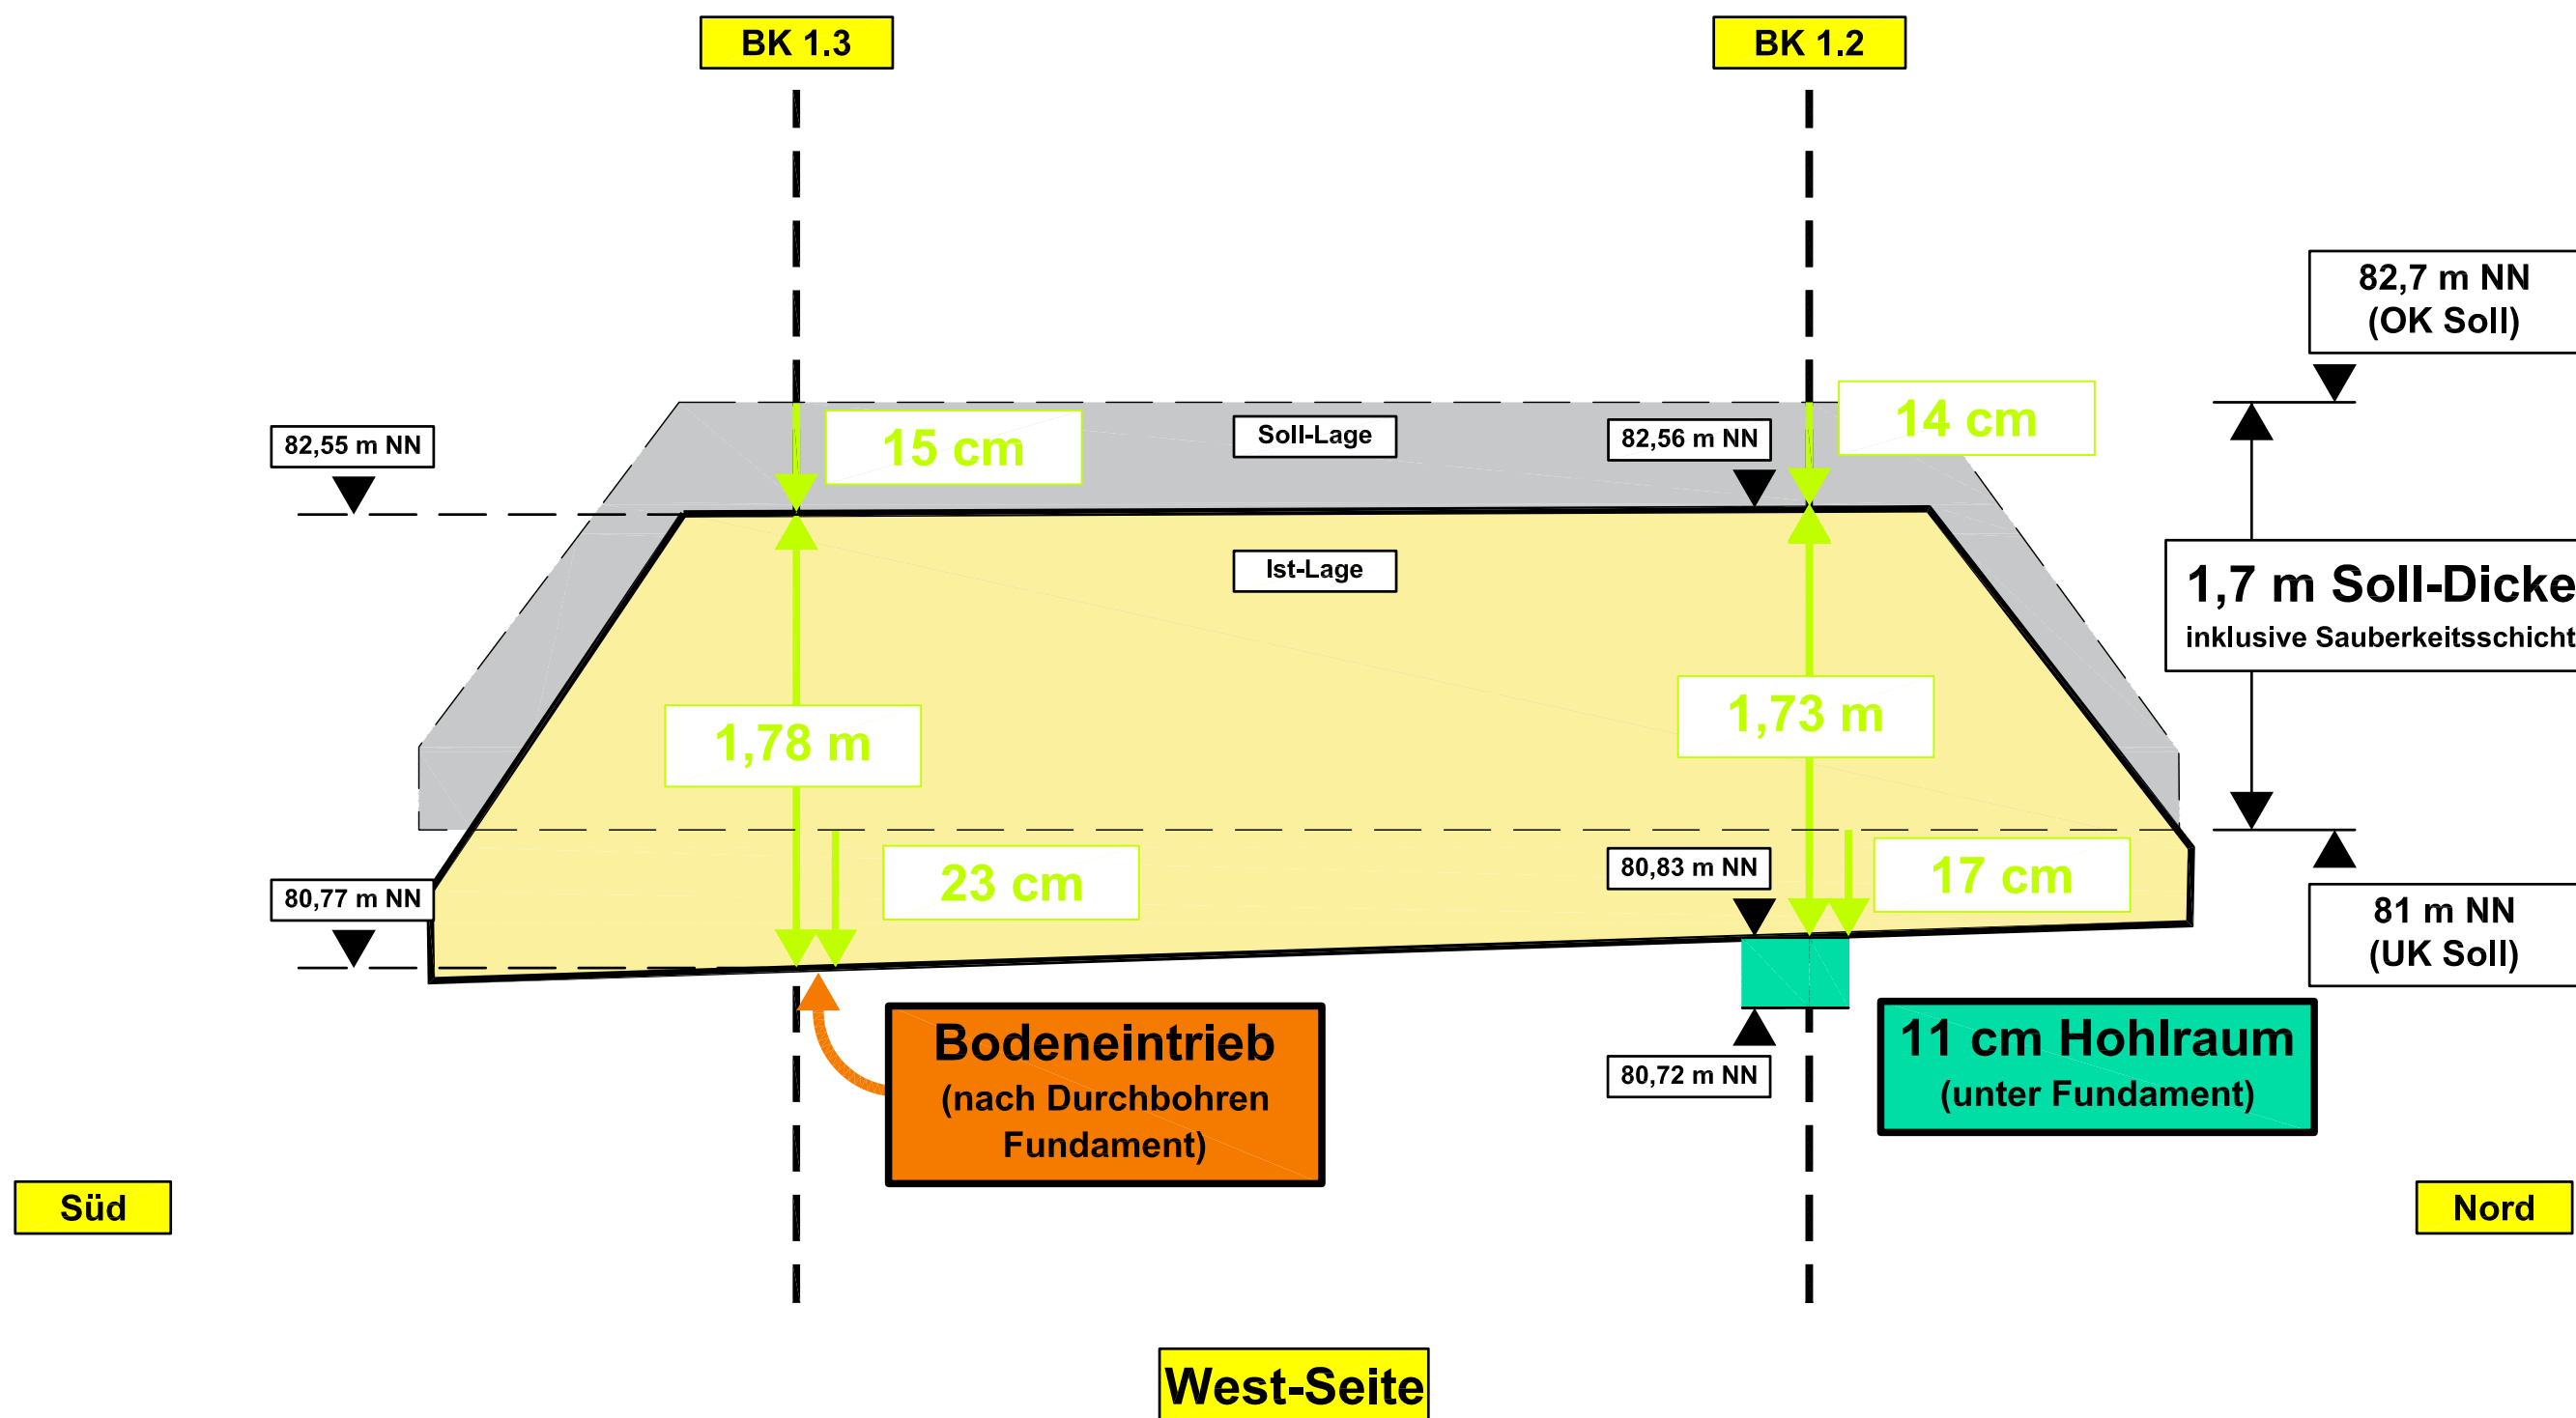 BK 1.3
BK 1.2
82,7 m NN
(OK Soll)
82,55 m NN
15 cm
Soll-Lage
82,56 m NN
14 cm
Ist-Lage
1,7 m Soll-Dicke
inklusive Sauberkeitsschicht
1,78 m
1,73 m
80,77 m NN
23 cm
80,83 m NN
17 cm
81 m NN
(UK Soll)
Bodeneintrieb
(nach Durchbohren
Fundament)
80,72 m NN
11 cm Hohlraum
(unter Fundament)
Süd
Nord
West-Seite